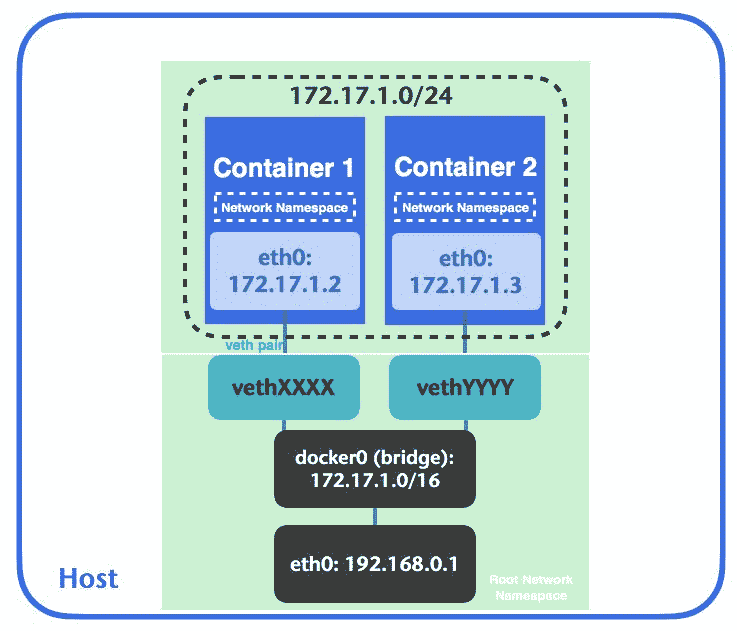 172.17.1.0/24
Container 1
Network Namespace
eth0:
172.17.1.2
Container 2
Network Namespace
eth0:
172.17.1.3
veth pair
vethXXXX
vethYYYY
docker0 (bridge):
172.17.1.0/16
eth0: 192.168.0.1
Host
Root Network
Nameapace